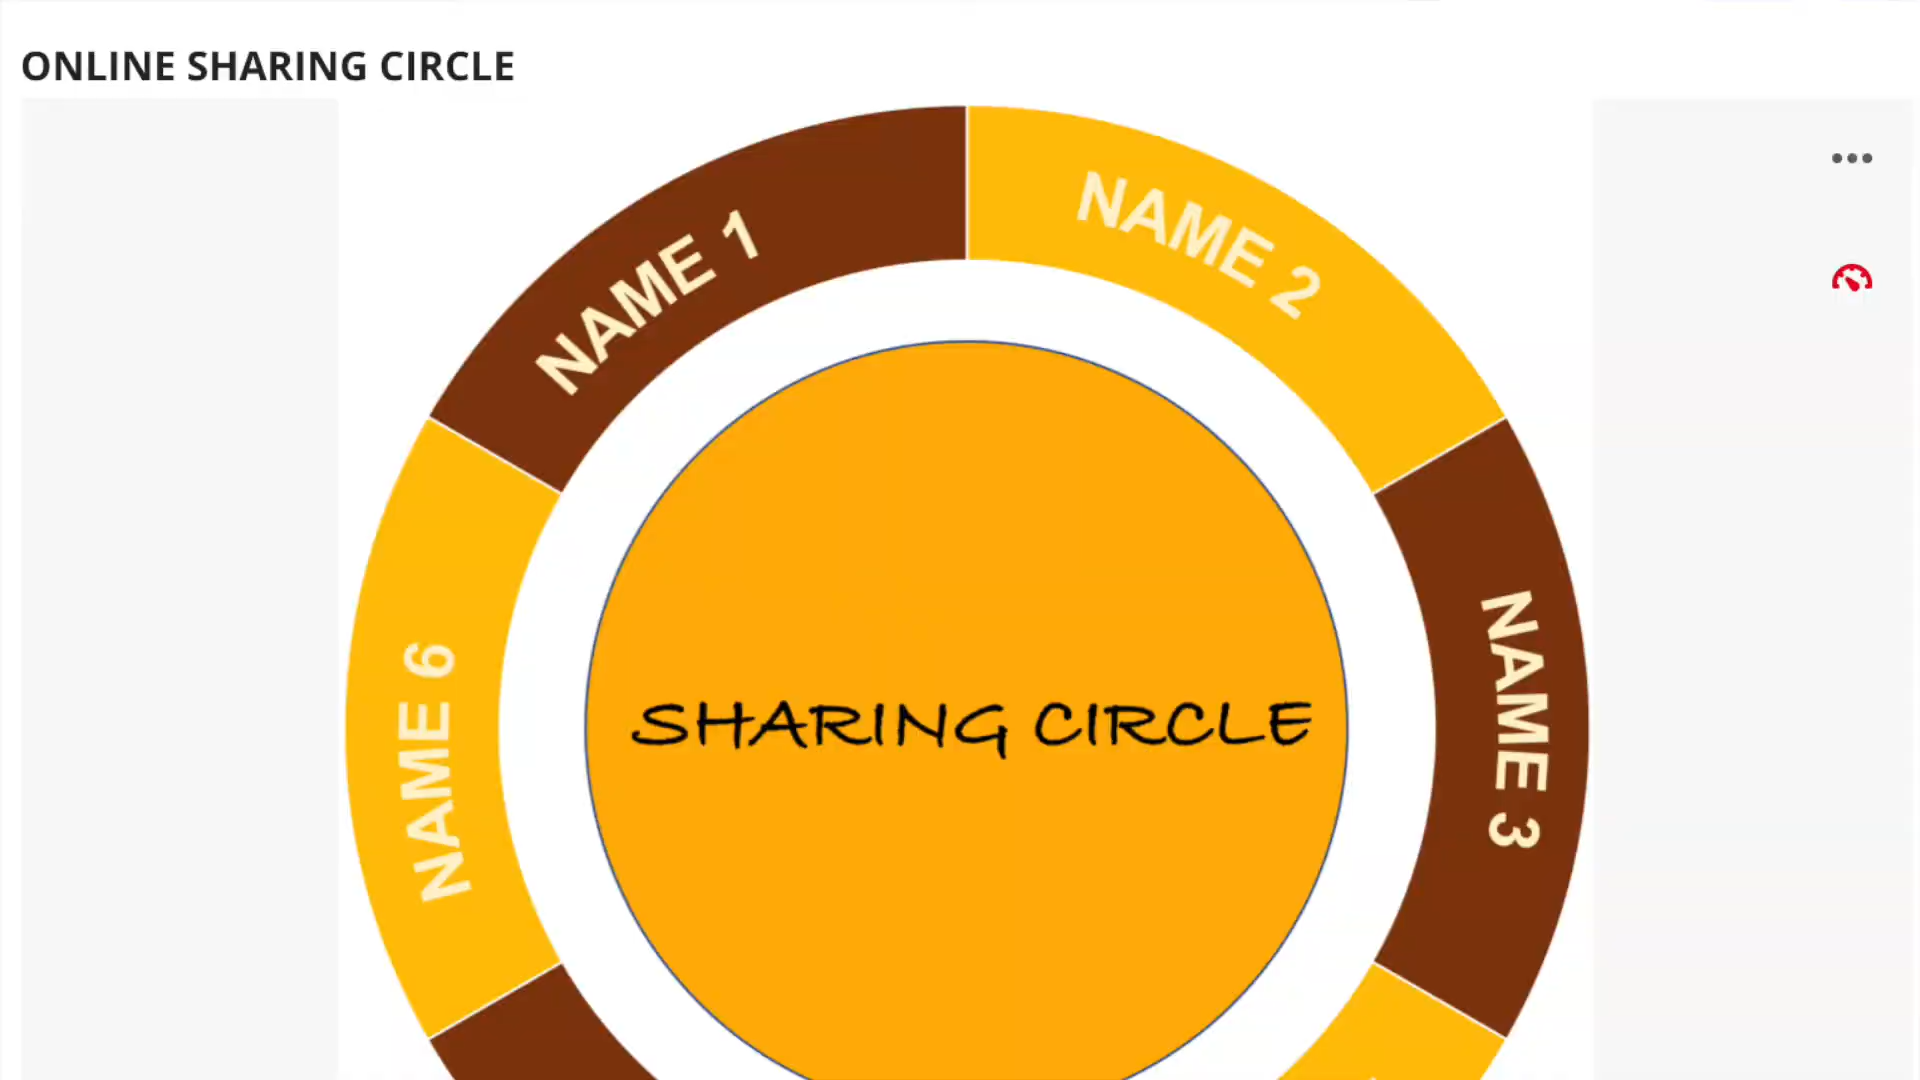 ONLINE SHARING CIRCLE
NAME 1
NAME 2
NAME 3
NAME 6
SHARING CIRCLE